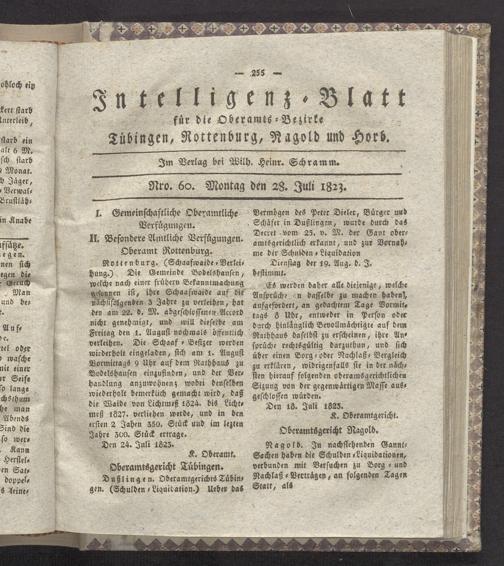 — 255 —
Intelligenz-Blatt
für die Oberamts-Bezirke
Tübingen, Rottenburg, Nagold und Horb.
Im Verlag bei Wilh. Heinr. Schramm.
Nro. 60. Montag den 28. Juli 1823.
I. Gemeinschaftliche Oberamtliche
Verfügungen.
II. Besondere Amtliche Verfügungen.
Oberamt Rottenburg.
Rottenburg. (Schaafwaide-Verlei-
hung.) Die Gemeinde Bodelshausen,
welche nach einer frühern Bekanntmachung
gesonnen ist, ihre Schaafwaide auf die
nächstfolgenden 3 Jahre zu verleihen, hat
den am 22. d. M. abgeschlossenen Accord
nicht genehmigt, und will dieselbe am
Freitag den 1. August nochmals öffentlich
verleihen. Die Schaaf-Besitzer werden
wiederholt eingeladen, sich am 1. August
Vormittags 9 Uhr auf dem Rathhaus zu
Bodelshausen einzufinden, und der Ver-
handlung anzuwohnen, wobei denselben
wiederholt bemerklich gemacht wird, daß
die Waide von Lichtmeß 1824. bis Licht-
meß 1827. verliehen werde, und in den
ersten 2 Jahen 350. Stück und im lezten
Jahre 300. Stück ertrage.
Den 24. Juli 1823.
K. Oberamt.
Oberamtsgericht Tübingen.
Dußlingen. Oberamtsgerichts Tübin-
gen. (Schulden-Liquitation.) Ueber das
Vermögen des Peter Dieter, Bürger und
Schäfer in Dußlingen, wurde durch das
Decret vom 25. v. M. der Gant ober-
amtsgerichtlich erkannt, und zur Vornah-
me der Schulden-Liquidation
Dienstag der 19. Aug. d. J.
bestimmt.
Es werden daher alle diejenige, welche
Ansprüche an dasselbe zu machen haben,
aufgefordert, an gedachtem Tage Vormit-
tags 8 Uhr, entweder in Person oder
durch hinlänglich Bevollmächtigte auf dem
Rathhaus daselbst zu erscheinen, ihre An-
sprüche rechtsgültig darzuthun, und sich
über einen Borg- oder Nachlaß-Vergleich
zu erklären, widrigenfalls sie in der näch-
sten hierauf folgenden oberamtsgerichtlichen
Sizung von der gegenwärtigen Masse ausgeschlossen
würden.
Den 18. Juli 1823.
K. Oberamtsgericht.
Oberamtsgericht Nagold.
Nagold. In nachstehenden Gannt-
Sachen haben die Schulden-Liquidationen,
verbunden mit Versuchen zu Borg- und
Nachlaß-Verträgen, an folgenden Tagen
Statt, als